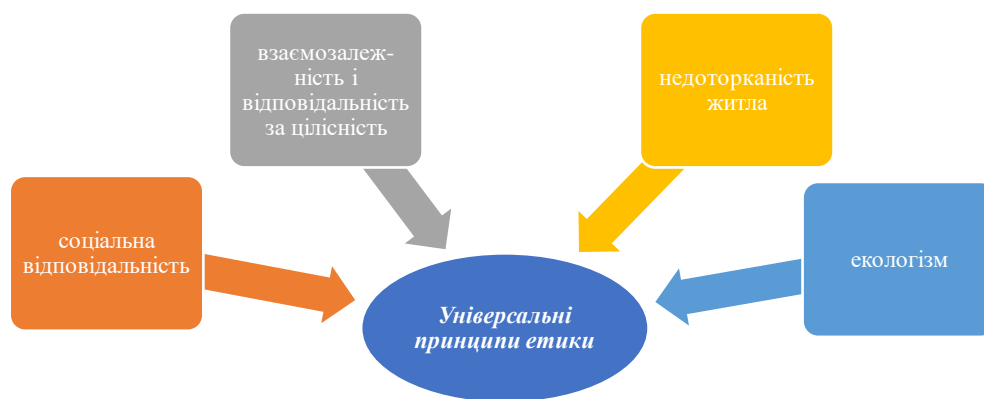 взаємозалеж-
ність і
відповідальність
за цілісність
недоторканість
житла
соціальна
відповідальність
екологізм
Універсальні
принципи етики